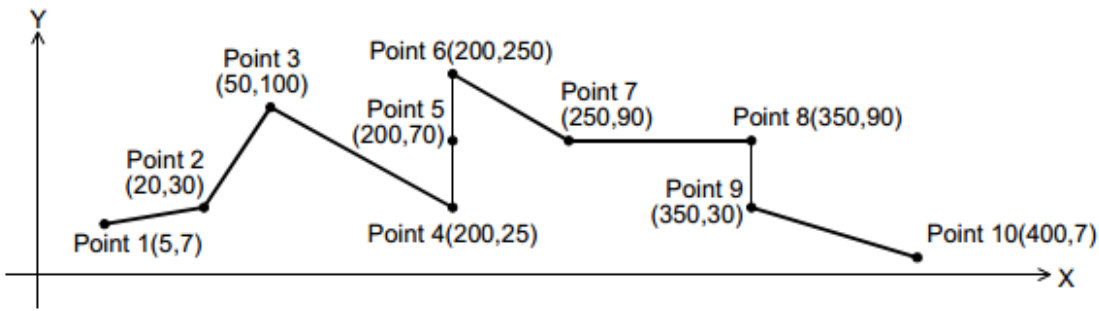 Y
Point 6(200,250)
Point 3
(50,100)
Point 5
(200,70)
Point 7
(250,90)
Point 8(350,90)
Point 2
(20,30)
Point 9
(350,30)
Point 1(5,7)
Point 4(200,25)
Point 10(400,7)
X